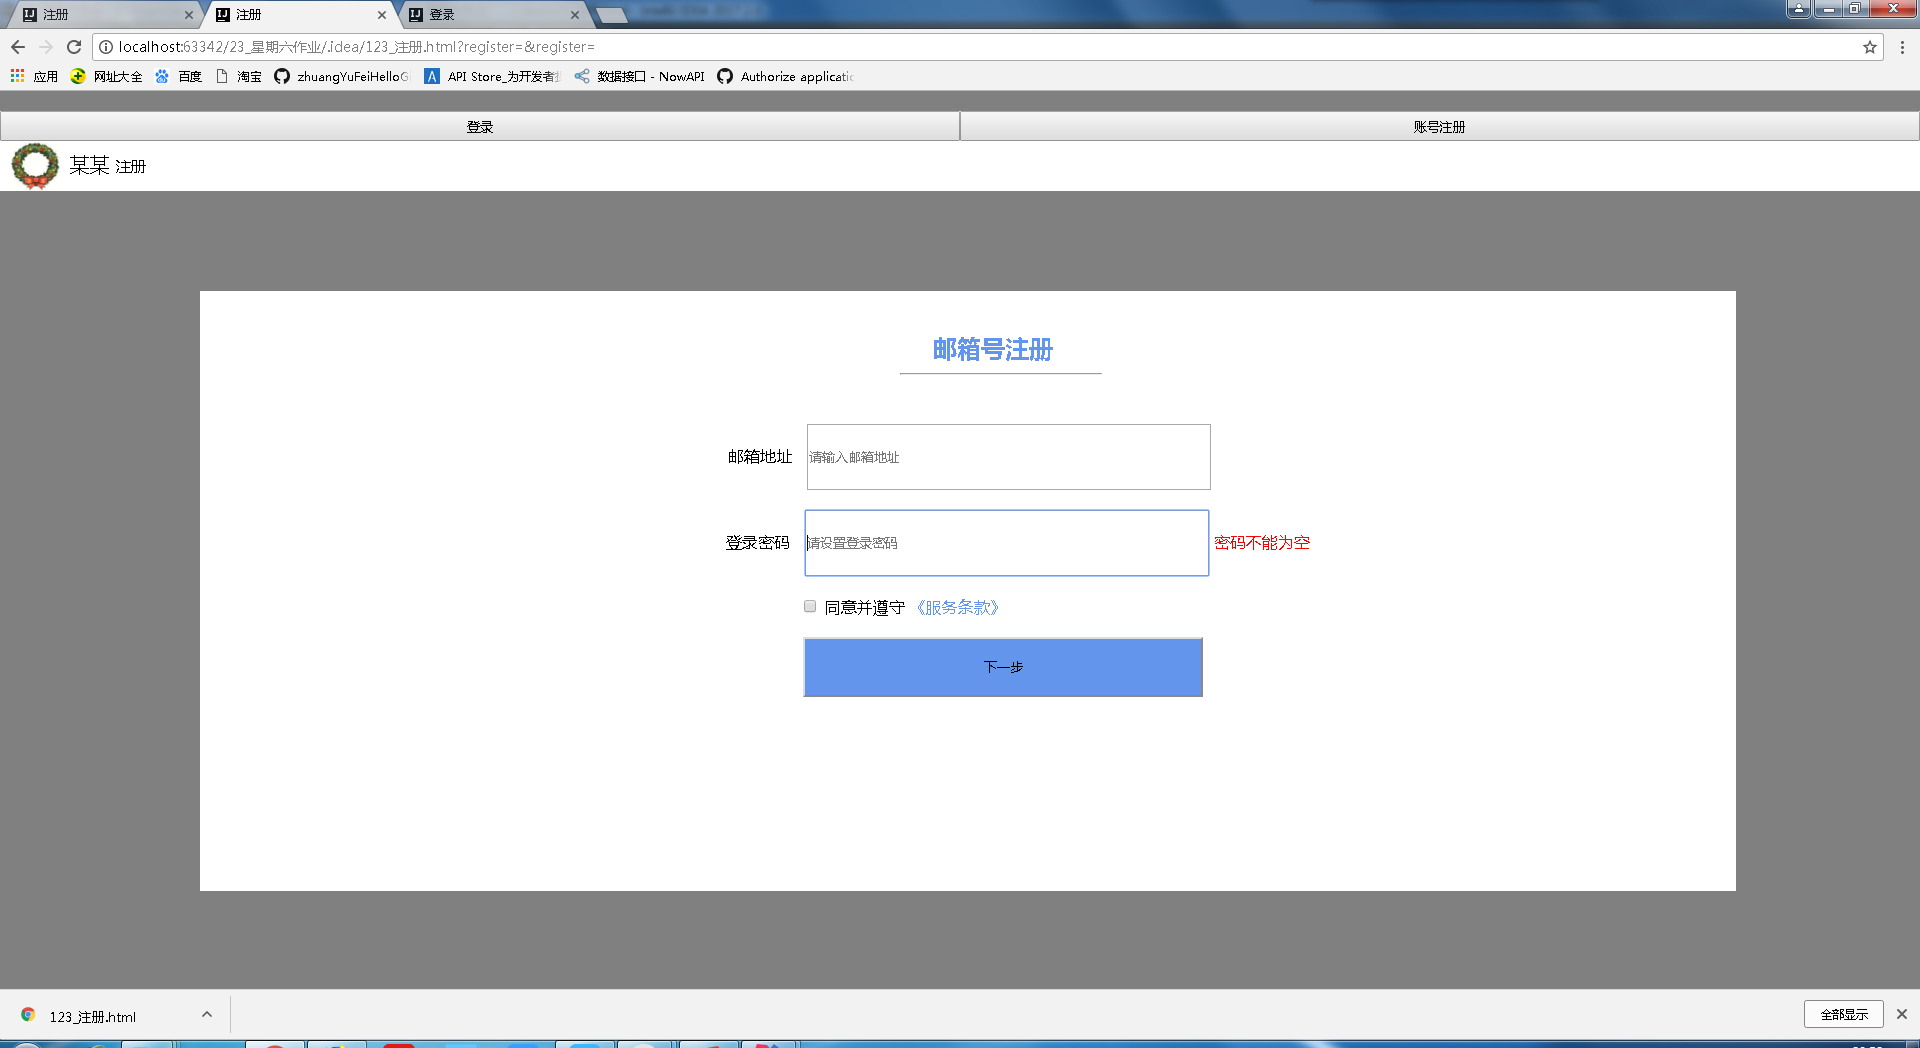 注册
注册
登录
localhost:63342/23_星期六作业/.idea/123_注册.html?register=&register=
应用 网址大全 百度 淘宝 zhuangYuFeiHelloG API Store_为开发者 数据接口 - NowAPI Authorize applicatic
登录 账号注册
某某 注册
邮箱号注册
邮箱地址 请输入邮箱地址
登录密码 请设置登录密码 密码不能为空
同意并遵守 《服务条款》
下一步
123_注册.html 全部显示